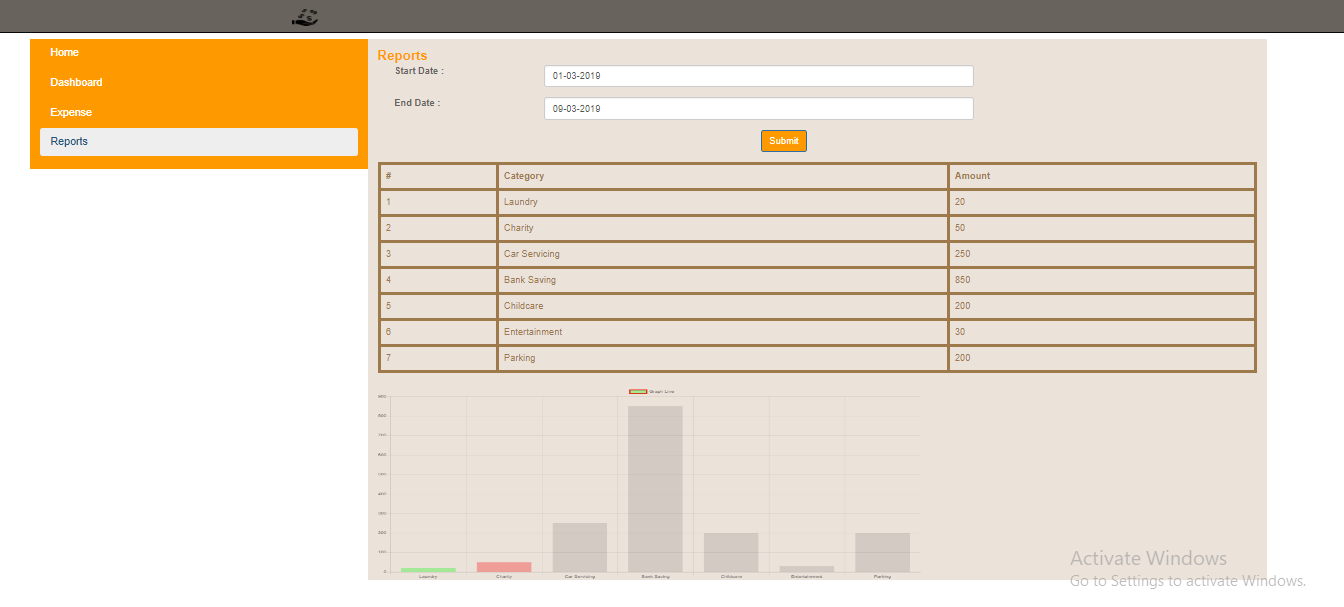 Home
Dashboard
Expense
Reports
Reports
Start Date :
01-03-2019
End Date :
09-03-2019
Submit
# Category Amount
1 Laundry 20
2 Charity 50
3 Car Servicing 250
4 Bank Saving 850
5 Childcare 200
6 Entertainment 30
7 Parking 200
Graph Line
900
800
700
600
500
400
300
200
100
0
Laundry Charity Car Servicing Bank Saving Childcare Entertainment Parking
Activate Windows
Go to Settings to activate Windows.